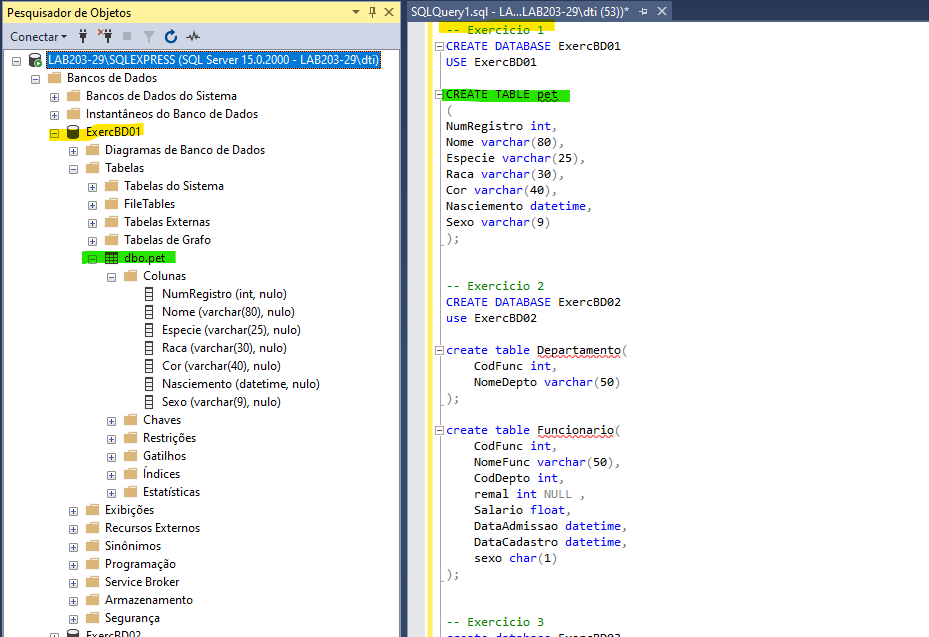 Pesquisador de Objetos
Conectar
LAB203-29\SQLEXPRESS (SQL Server 15.0.2000 - LAB203-29\dti)
Bancos de Dados
Bancos de Dados do Sistema
Instantâneos do Banco de Dados
ExercBD01
Diagramas de Banco de Dados
Tabelas
Tabelas do Sistema
FileTables
Tabelas Externas
Tabelas de Grafo
dbo.pet
Colunas
NumRegistro (int, nulo)
Nome (varchar(80), nulo)
Especie (varchar(25), nulo)
Raca (varchar(30), nulo)
Cor (varchar(40), nulo)
Nasciemento (datetime, nulo)
Sexo (varchar(9), nulo)
Chaves
Restrições
Gatilhos
Índices
Estatísticas
Exibições
Recursos Externos
Sinônimos
Programação
Service Broker
Armazenamento
Segurança
ExercBD02
SQLQuery1.sql - LA...LAB203-29\dti (53))*
-- Exercicio 1
CREATE DATABASE ExercBD01
USE ExercBD01
CREATE TABLE pet
(
NumRegistro int,
Nome varchar(80),
Especie varchar(25),
Raca varchar(30),
Cor varchar(40),
Nasciemento datetime,
Sexo varchar(9)
);
-- Exercicio 2
CREATE DATABASE ExercBD02
use ExercBD02
create table Departamento(
CodFunc int,
NomeDepto varchar(50)
);
create table Funcionario(
CodFunc int,
NomeFunc varchar(50),
CodDepto int,
remal int NULL ,
Salario float,
DataAdmissao datetime,
DataCadastro datetime,
sexo char(1)
);
-- Exercicio 3
create database ExercBD03